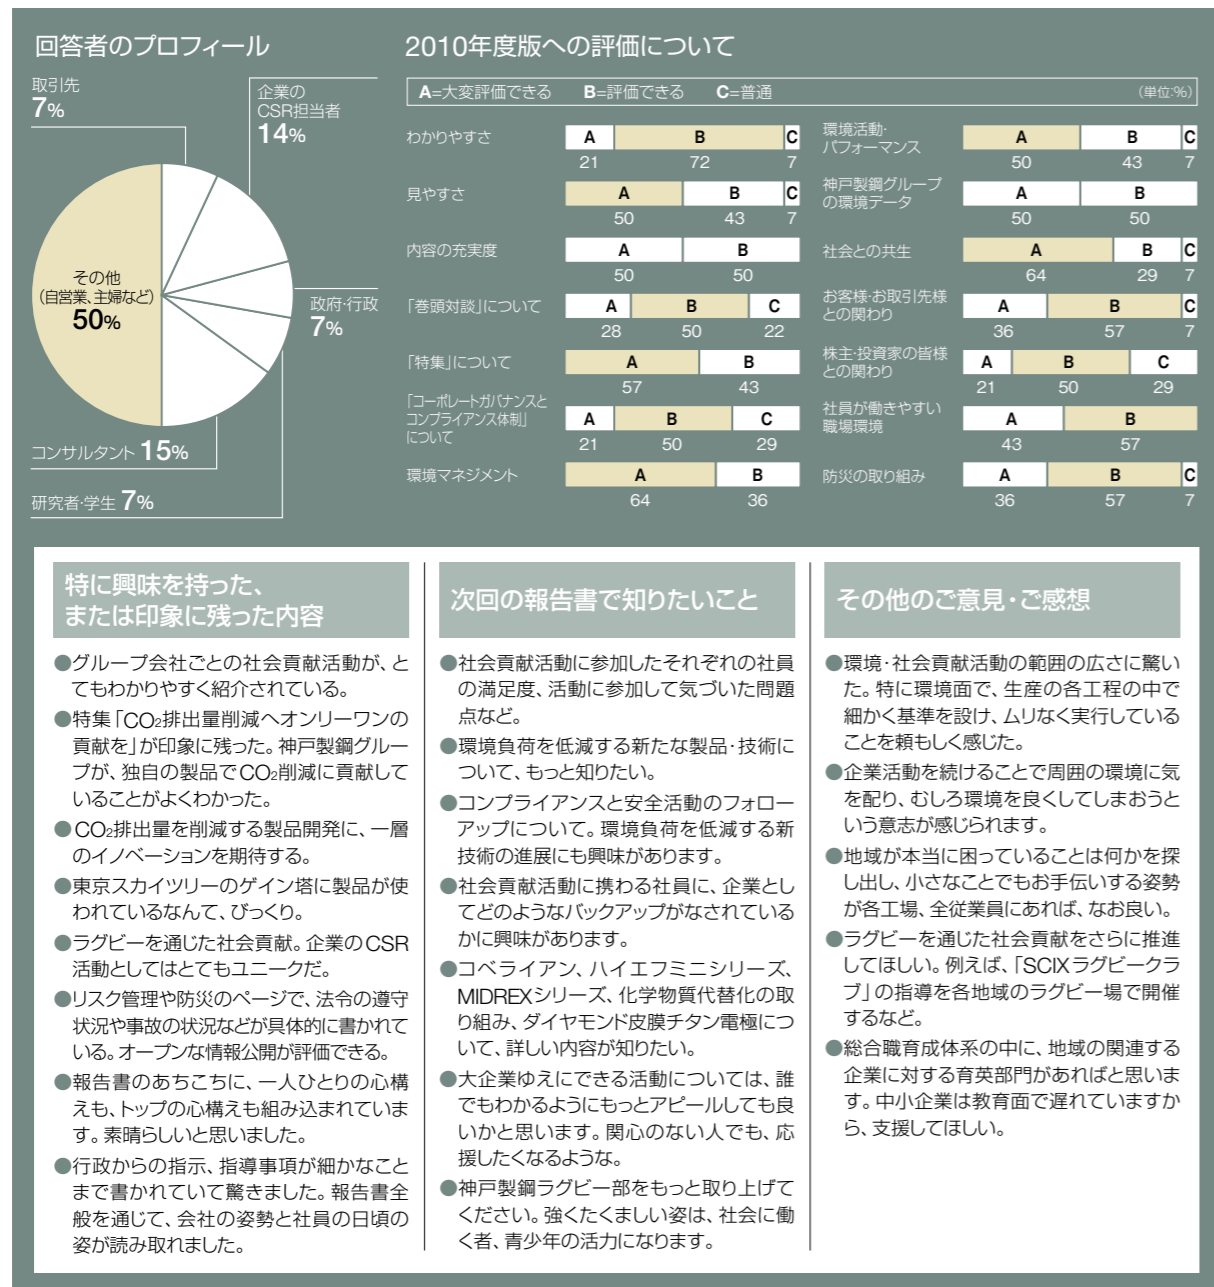 回答者のプロフィール
取引先
7%
企業の
CSR担当者
14%
その他
(自営業、主婦など)
50%
政府・行政
7%
コンサルタント 15%
研究者・学生 7%
2010年度版への評価について
A=大変評価できる B=評価できる C=普通 (単位:%)
わかりやすさ
A B C
21 72 7
見やすさ
A B C
50 43 7
内容の充実度
A B
50 50
「巻頭対談」について
A B C
28 50 22
「特集」について
A B
57 43
「コーポレートガバナンスと
コンプライアンス体制」
について
A B C
21 50 29
環境マネジメント
A B
64 36
環境活動・
パフォーマンス
A B C
50 43 7
神戸製鋼グループ
の環境データ
A B
50 50
社会との共生
A B C
64 29 7
お客様・お取引先様
との関わり
A B C
36 57 7
株主・投資家の皆様
との関わり
A B C
21 50 29
社員が働きやすい
職場環境
A B
43 57
防災の取り組み
A B C
36 57 7
特に興味を持った、
または印象に残った内容
●グループ会社ごとの社会貢献活動が、と
てもわかりやすく紹介されている。
●特集「CO₂排出量削減へオンリーワンの
貢献を」が印象に残った。神戸製鋼グルー
プが、独自の製品でCO₂削減に貢献して
いることがよくわかった。
●CO₂排出量を削減する製品開発に、一層
のイノベーションを期待する。
●東京スカイツリーのゲイン塔に製品が使
われているなんて、びっくり。
●ラグビーを通じた社会貢献。企業のCSR
活動としてはとてもユニークだ。
●リスク管理や防災のページで、法令の遵守
状況や事故の状況などが具体的に書かれて
いる。オープンな情報公開が評価できる。
●報告書のあちこちに、一人ひとりの心構
えも、トップの心構えも組み込まれていま
す。素晴らしいと思いました。
●行政からの指示、指導事項が細かなこと
まで書かれていて驚きました。報告書全
般を通じて、会社の姿勢と社員の日頃の
姿が読み取れました。
次回の報告書で知りたいこと
●社会貢献活動に参加したそれぞれの社員
の満足度、活動に参加して気づいた問題
点など。
●環境負荷を低減する新たな製品・技術に
ついて、もっと知りたい。
●コンプライアンスと安全活動のフォロー
アップについて。環境負荷を低減する新
技術の進展にも興味があります。
●社会貢献活動に携わる社員に、企業とし
てどのようなバックアップがなされている
かに興味があります。
●コベライアン、ハイエフミニシリーズ、
MIDREXシリーズ、化学物質代替化の取
り組み、ダイヤモンド皮膜チタン電極につ
いて、詳しい内容が知りたい。
●大企業ゆえにできる活動については、誰
でもわかるようにもっとアピールしても良
いかと思います。関心のない人でも、応
援したくなるような。
●神戸製鋼ラグビー部をもっと取り上げて
ください。強くたくましい姿は、社会に働
く者、青少年の活力になります。
その他のご意見・ご感想
●環境・社会貢献活動の範囲の広さに驚い
た。特に環境面で、生産の各工程の中で
細かく基準を設け、ムリなく実行している
ことを頼もしく感じた。
●企業活動を続けることで周囲の環境に気
を配り、むしろ環境を良くしてしまおうと
いう意志が感じられます。
●地域が本当に困っていることは何かを探
し出し、小さなことでもお手伝いする姿勢
が各工場、全従業員にあれば、なお良い。
●ラグビーを通じた社会貢献をさらに推進
してほしい。例えば、「SCIXラグビークラ
ブ」の指導を各地域のラグビー場で開催
するなど。
●総合職育成体系の中に、地域の関連する
企業に対する育英部門があればと思いま
す。中小企業は教育面で遅れていますか
ら、支援してほしい。